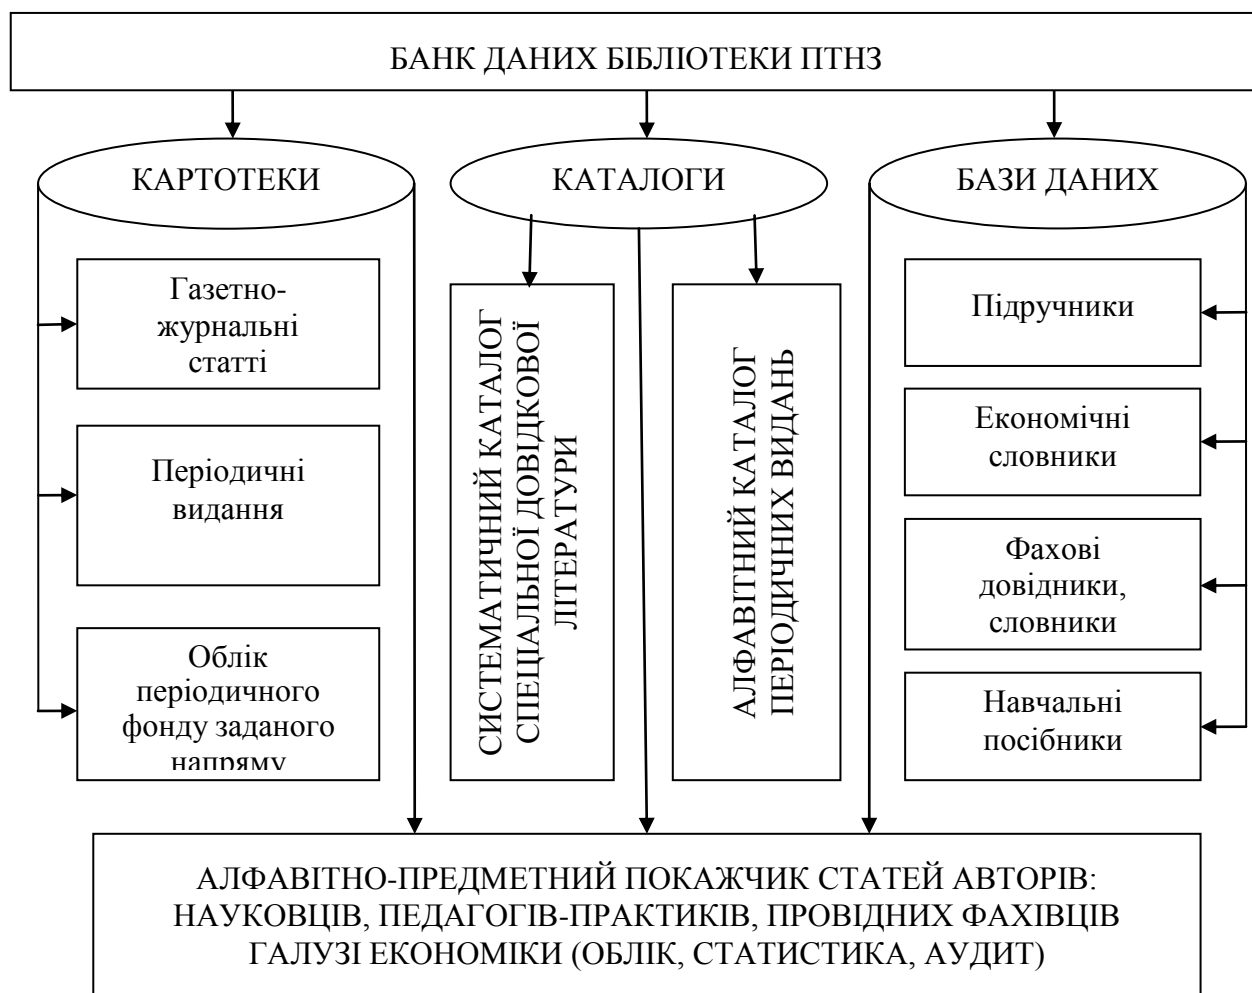 БАНК ДАНИХ БІБЛІОТЕКИ ПТНЗ
КАРТОТЕКИ
КАТАЛОГИ
БАЗИ ДАНИХ
Газетно-
журнальні
статті
Періодичні
видання
Облік
періодичного
фонду заданого
напряму
СИСТЕМАТИЧНИЙ КАТАЛОГ
СПЕЦІАЛЬНОЇ ДОВІДКОВОЇ
ЛІТЕРАТУРИ
АЛФАВІТНИЙ КАТАЛОГ
ПЕРІОДИЧНИХ ВИДАНЬ
Підручники
Економічні
словники
Фахові
довідники,
словники
Навчальні
посібники
АЛФАВІТНО-ПРЕДМЕТНИЙ ПОКАЖЧИК СТАТЕЙ АВТОРІВ:
НАУКОВЦІВ, ПЕДАГОГІВ-ПРАКТИКІВ, ПРОВІДНИХ ФАХІВЦІВ
ГАЛУЗІ ЕКОНОМІКИ (ОБЛІК, СТАТИСТИКА, АУДИТ)